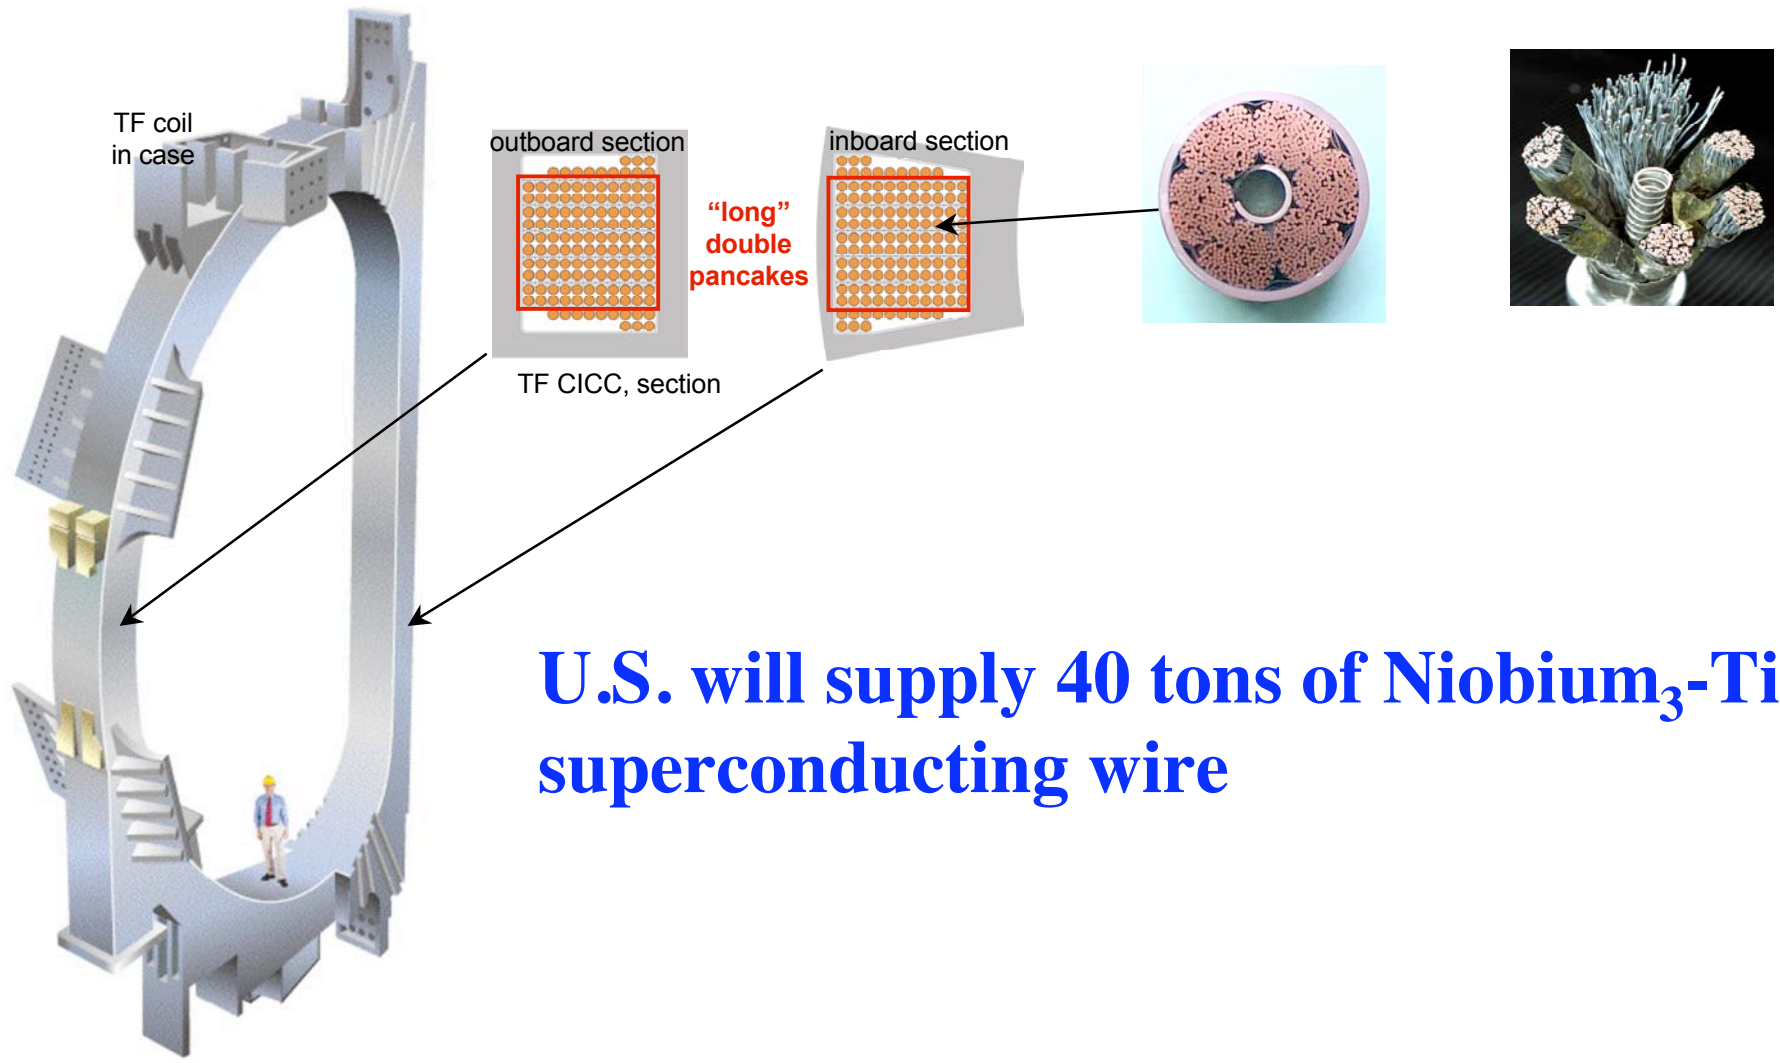 TF coil
in case
outboard section
“long”
double
pancakes
inboard section
TF CICC, section
U.S. will supply 40 tons of Niobium₃-Ti
superconducting wire